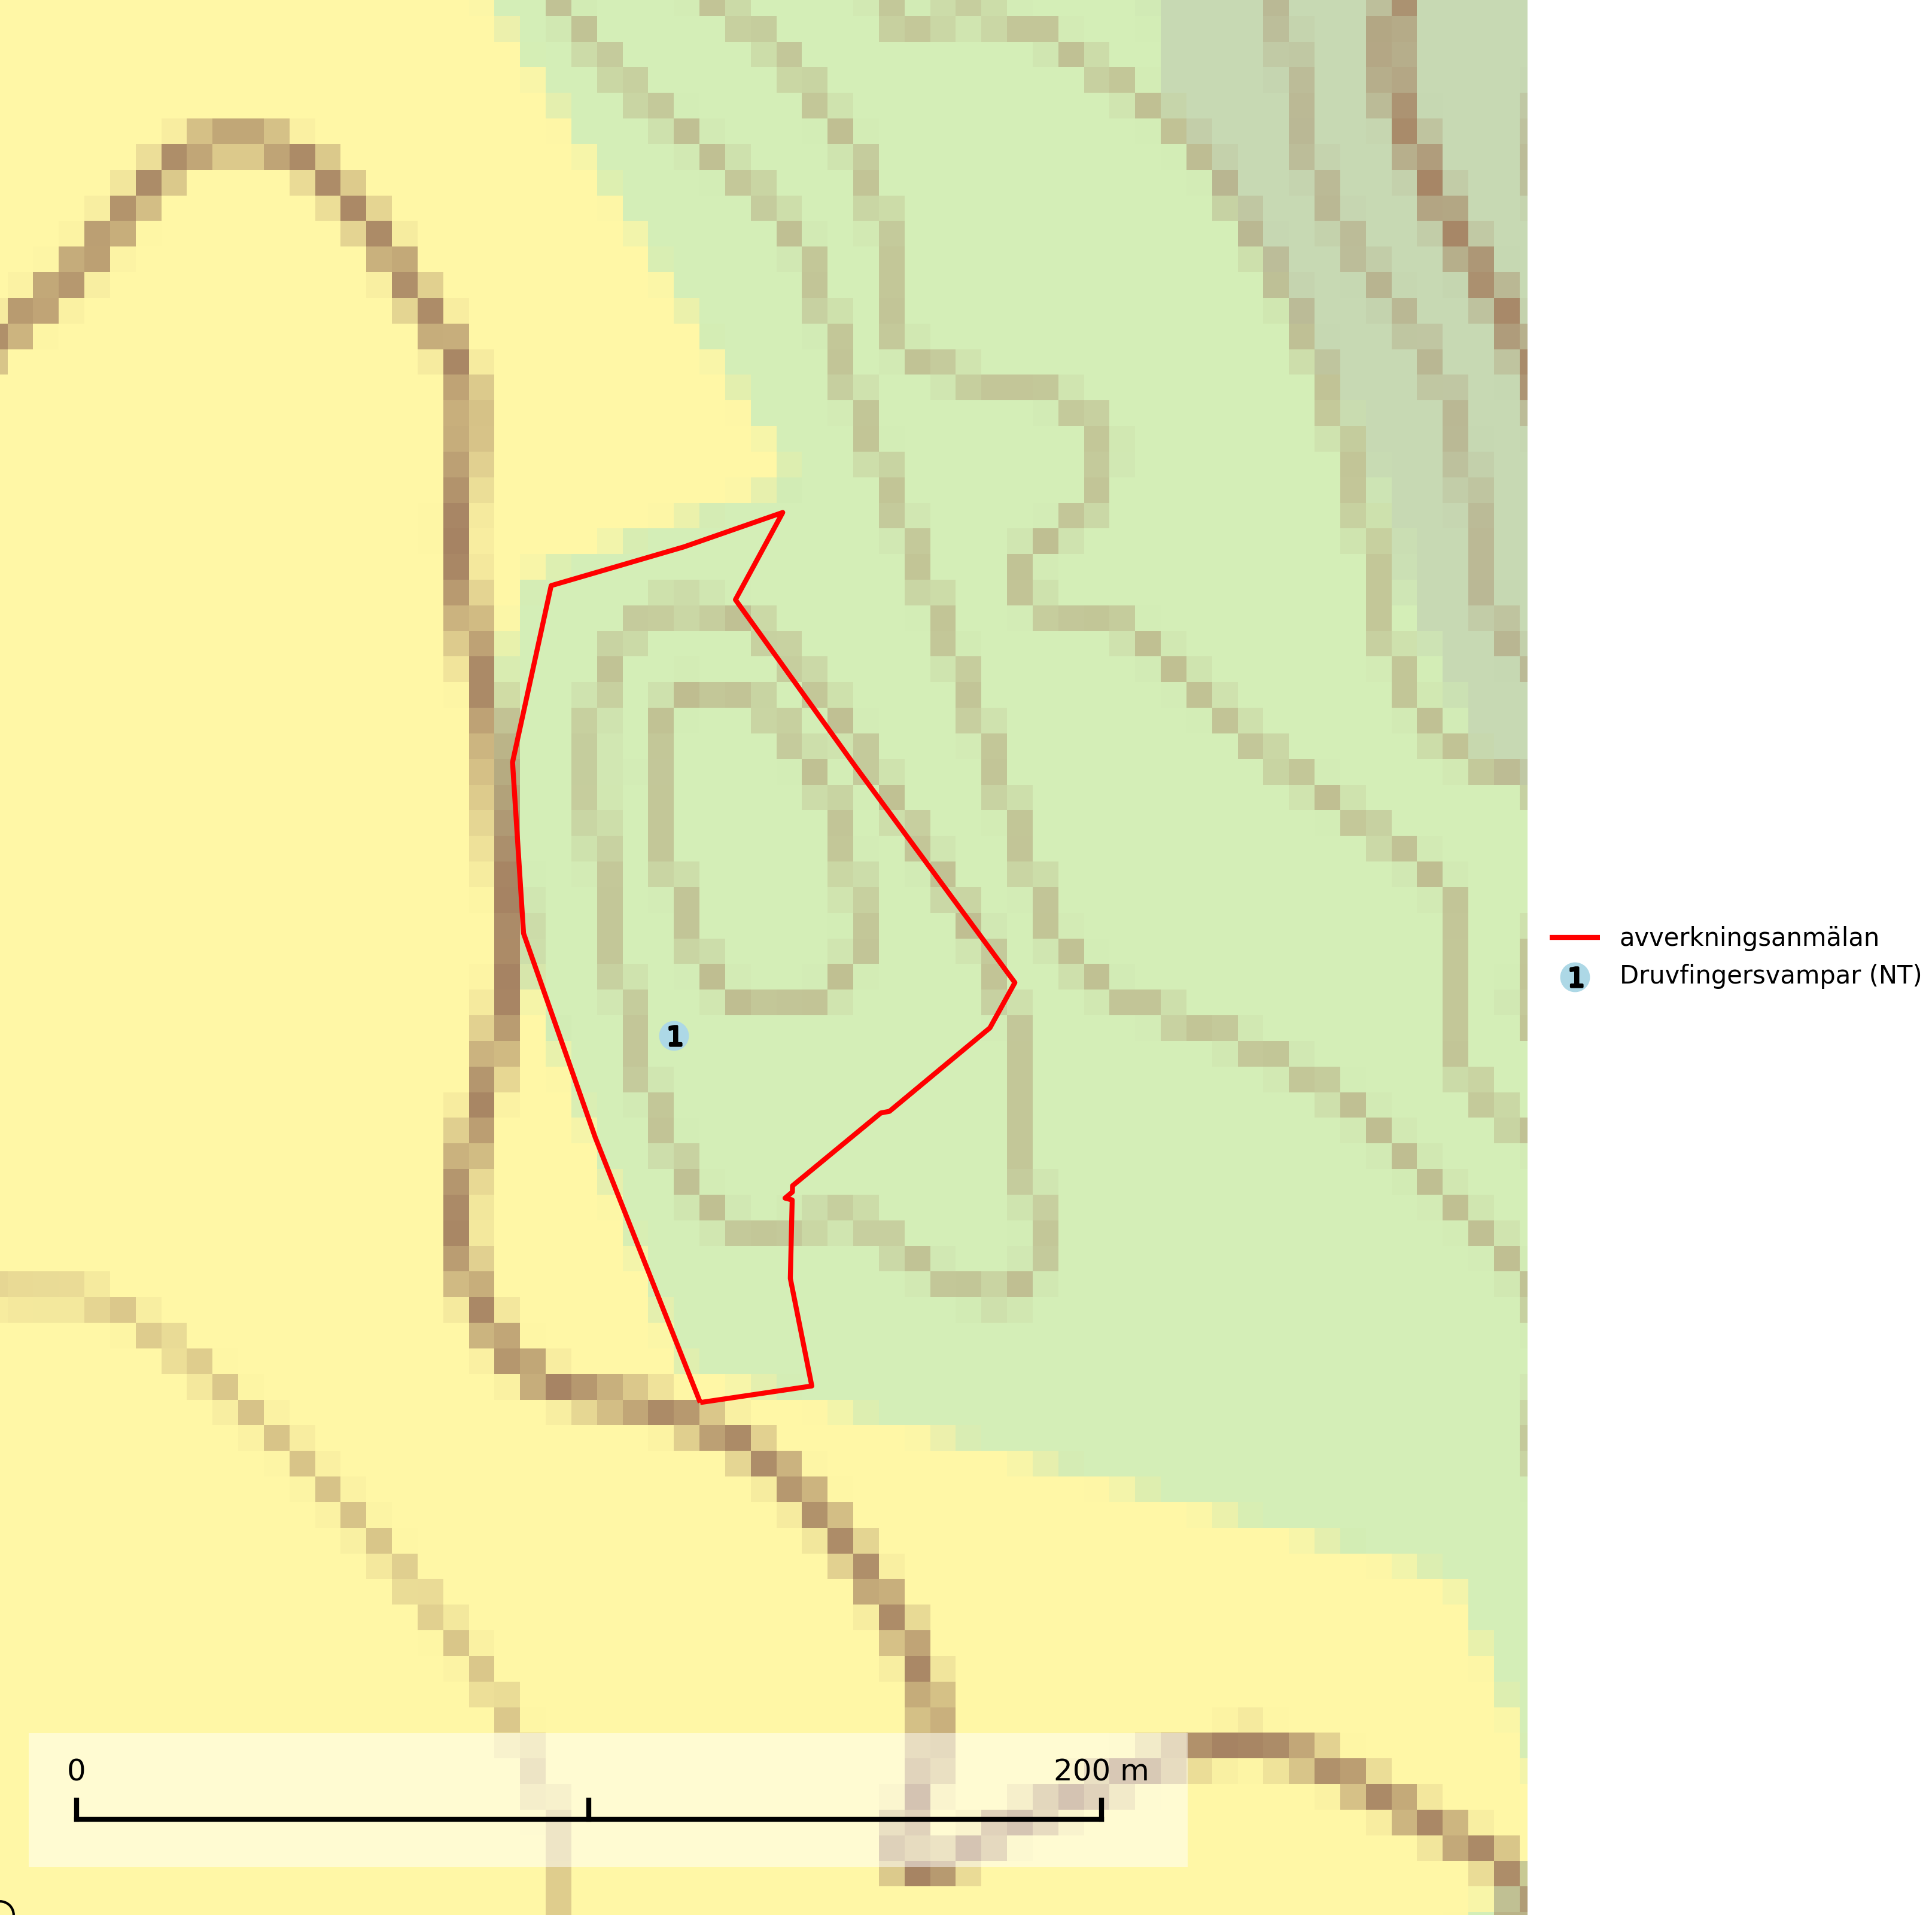 avverkningsanmälan
1 Druvfingersvampar (NT)
1
0 200 m